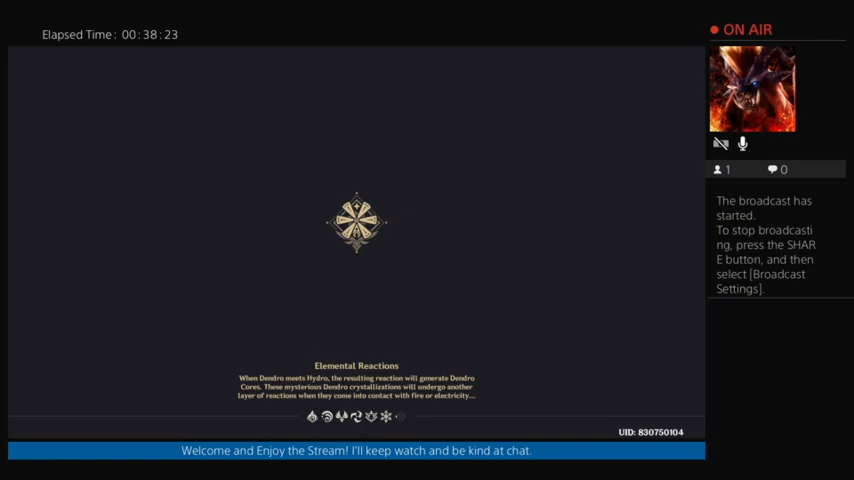 Elapsed Time: 00:38:23
ON AIR
1
0
The broadcast has
started.
To stop broadcasti
ng, press the SHAR
E button, and then
select [Broadcast
Settings].
Elemental Reactions
When Dendro meets Hydro, the resulting reaction will generate Dendro
Cores. These mysterious Dendro crystallizations will undergo another
layer of reactions when they come into contact with fire or electricity...
UID: 830750104
Welcome and Enjoy the Stream! I'll keep watch and be kind at chat.